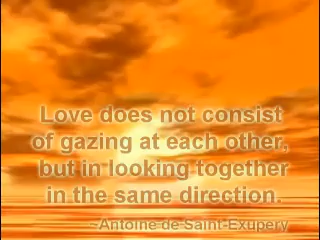 Love does not consist
of gazing at each other,
but in looking together
in the same direction.
~Antoine de Saint-Exupery